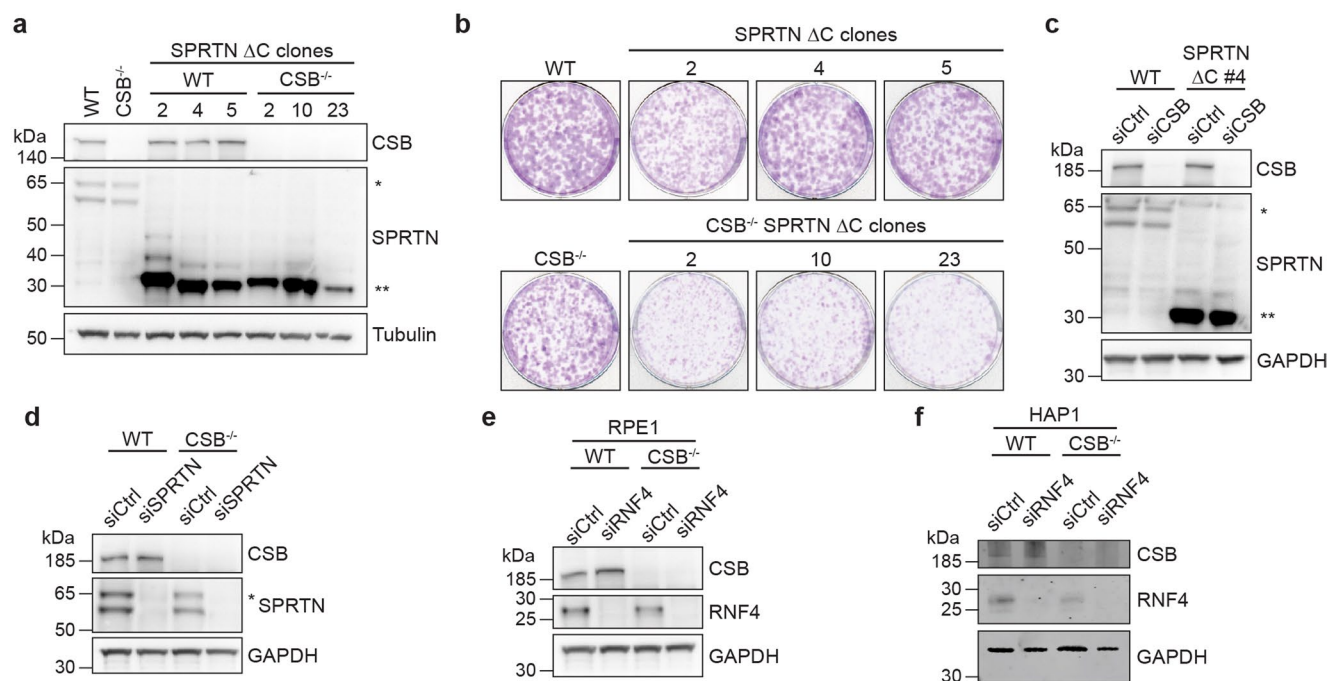 a
SPRTN ΔC clones
WT CSB-/-
WT CSB-/- 2 4 5 2 10 23
kDa
140
CSB
65 *
50
40
SPRTN
30 **
50 Tubulin
b
SPRTN ΔC clones
WT 2 4 5
CSB-/- SPRTN ΔC clones
CSB-/- 2 10 23
c
WT SPRTN ΔC #4
siCtrl siCSB siCtrl siCSB
kDa
185 CSB
65 *
50 SPRTN
30 **
GAPDH
30
d
WT CSB-/-
siCtrl siSPRTN siCtrl siSPRTN
kDa
185 CSB
65 * SPRTN
50
GAPDH
30
e
RPE1
WT CSB-/-
siCtrl siRNF4 siCtrl siRNF4
kDa
185 CSB
30
25 RNF4
GAPDH
30
f
HAP1
WT CSB-/-
siCtrl siRNF4 siCtrl siRNF4
kDa
185 CSB
30
25 RNF4
GAPDH
30